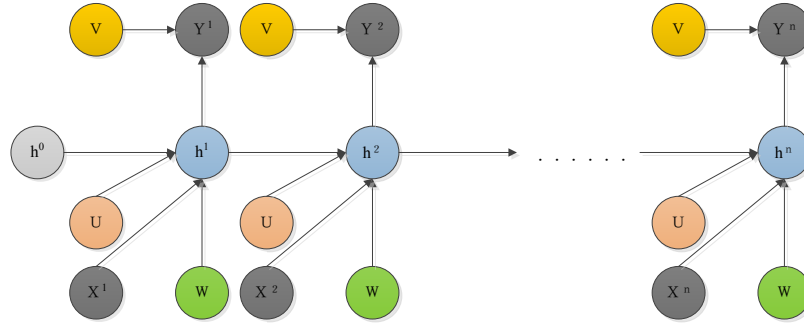 V Y¹ V Y² V Yⁿ
h⁰ h¹ h² . . . . . . hⁿ
U U U
X¹ W X² W Xⁿ W